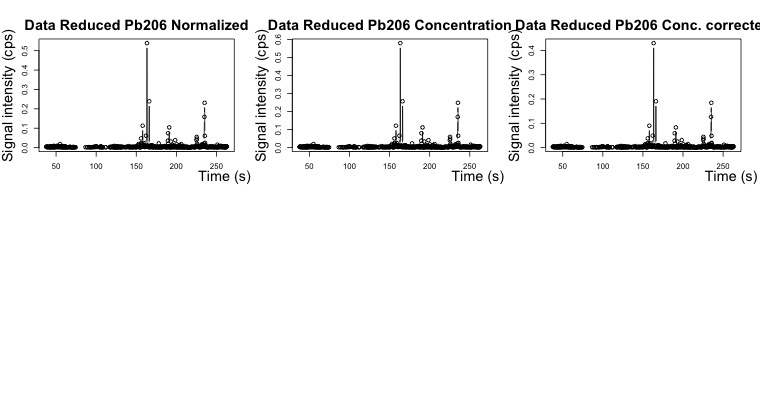 Data Reduced Pb206 Normalized
Signal intensity (cps)
0.0 0.1 0.2 0.3 0.4 0.5
50 100 150 200 250
Time (s)
Data Reduced Pb206 Concentration
Signal intensity (cps)
0.0 0.1 0.2 0.3 0.4 0.5 0.6
50 100 150 200 250
Time (s)
Data Reduced Pb206 Conc. correcte
Signal intensity (cps)
0.0 0.1 0.2 0.3 0.4
50 100 150 200 250
Time (s)